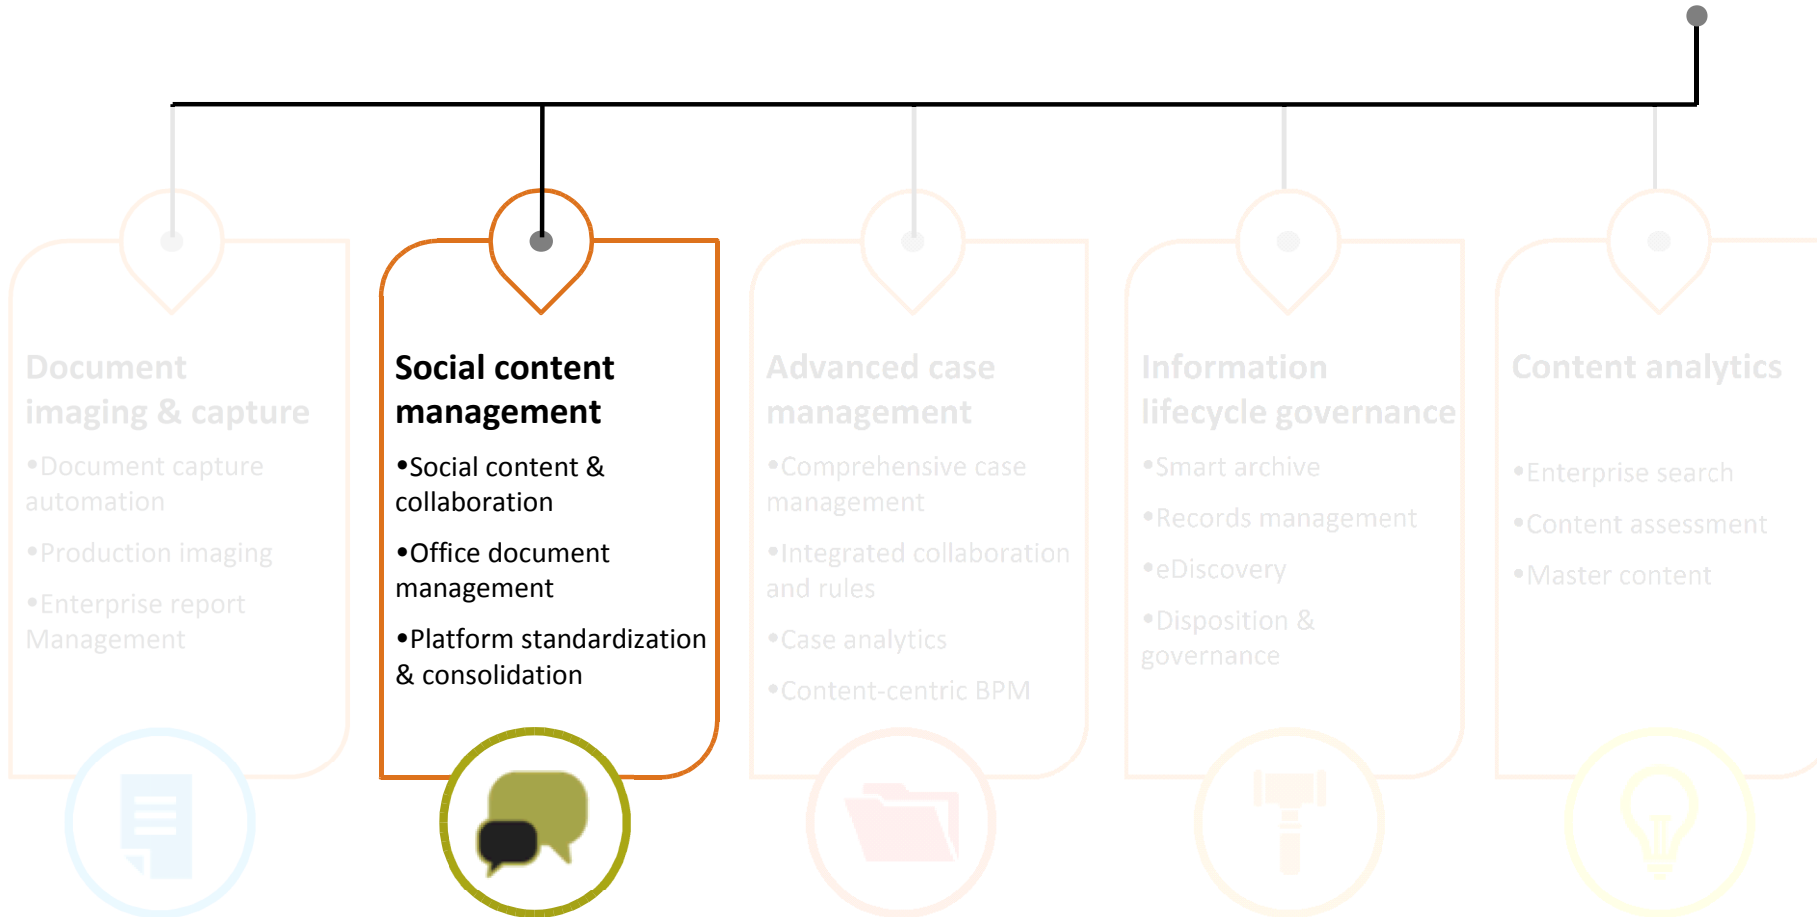 Document
imaging & capture
•Document capture
automation
•Production imaging
•Enterprise report
Management
Social content
management
•Social content &
collaboration
•Office document
management
•Platform standardization
& consolidation
Advanced case
management
•Comprehensive case
management
•Integrated collaboration
and rules
•Case analytics
•Content-centric BPM
Information
lifecycle governance
•Smart archive
•Records management
•eDiscovery
•Disposition &
governance
Content analytics
•Enterprise search
•Content assessment
•Master content